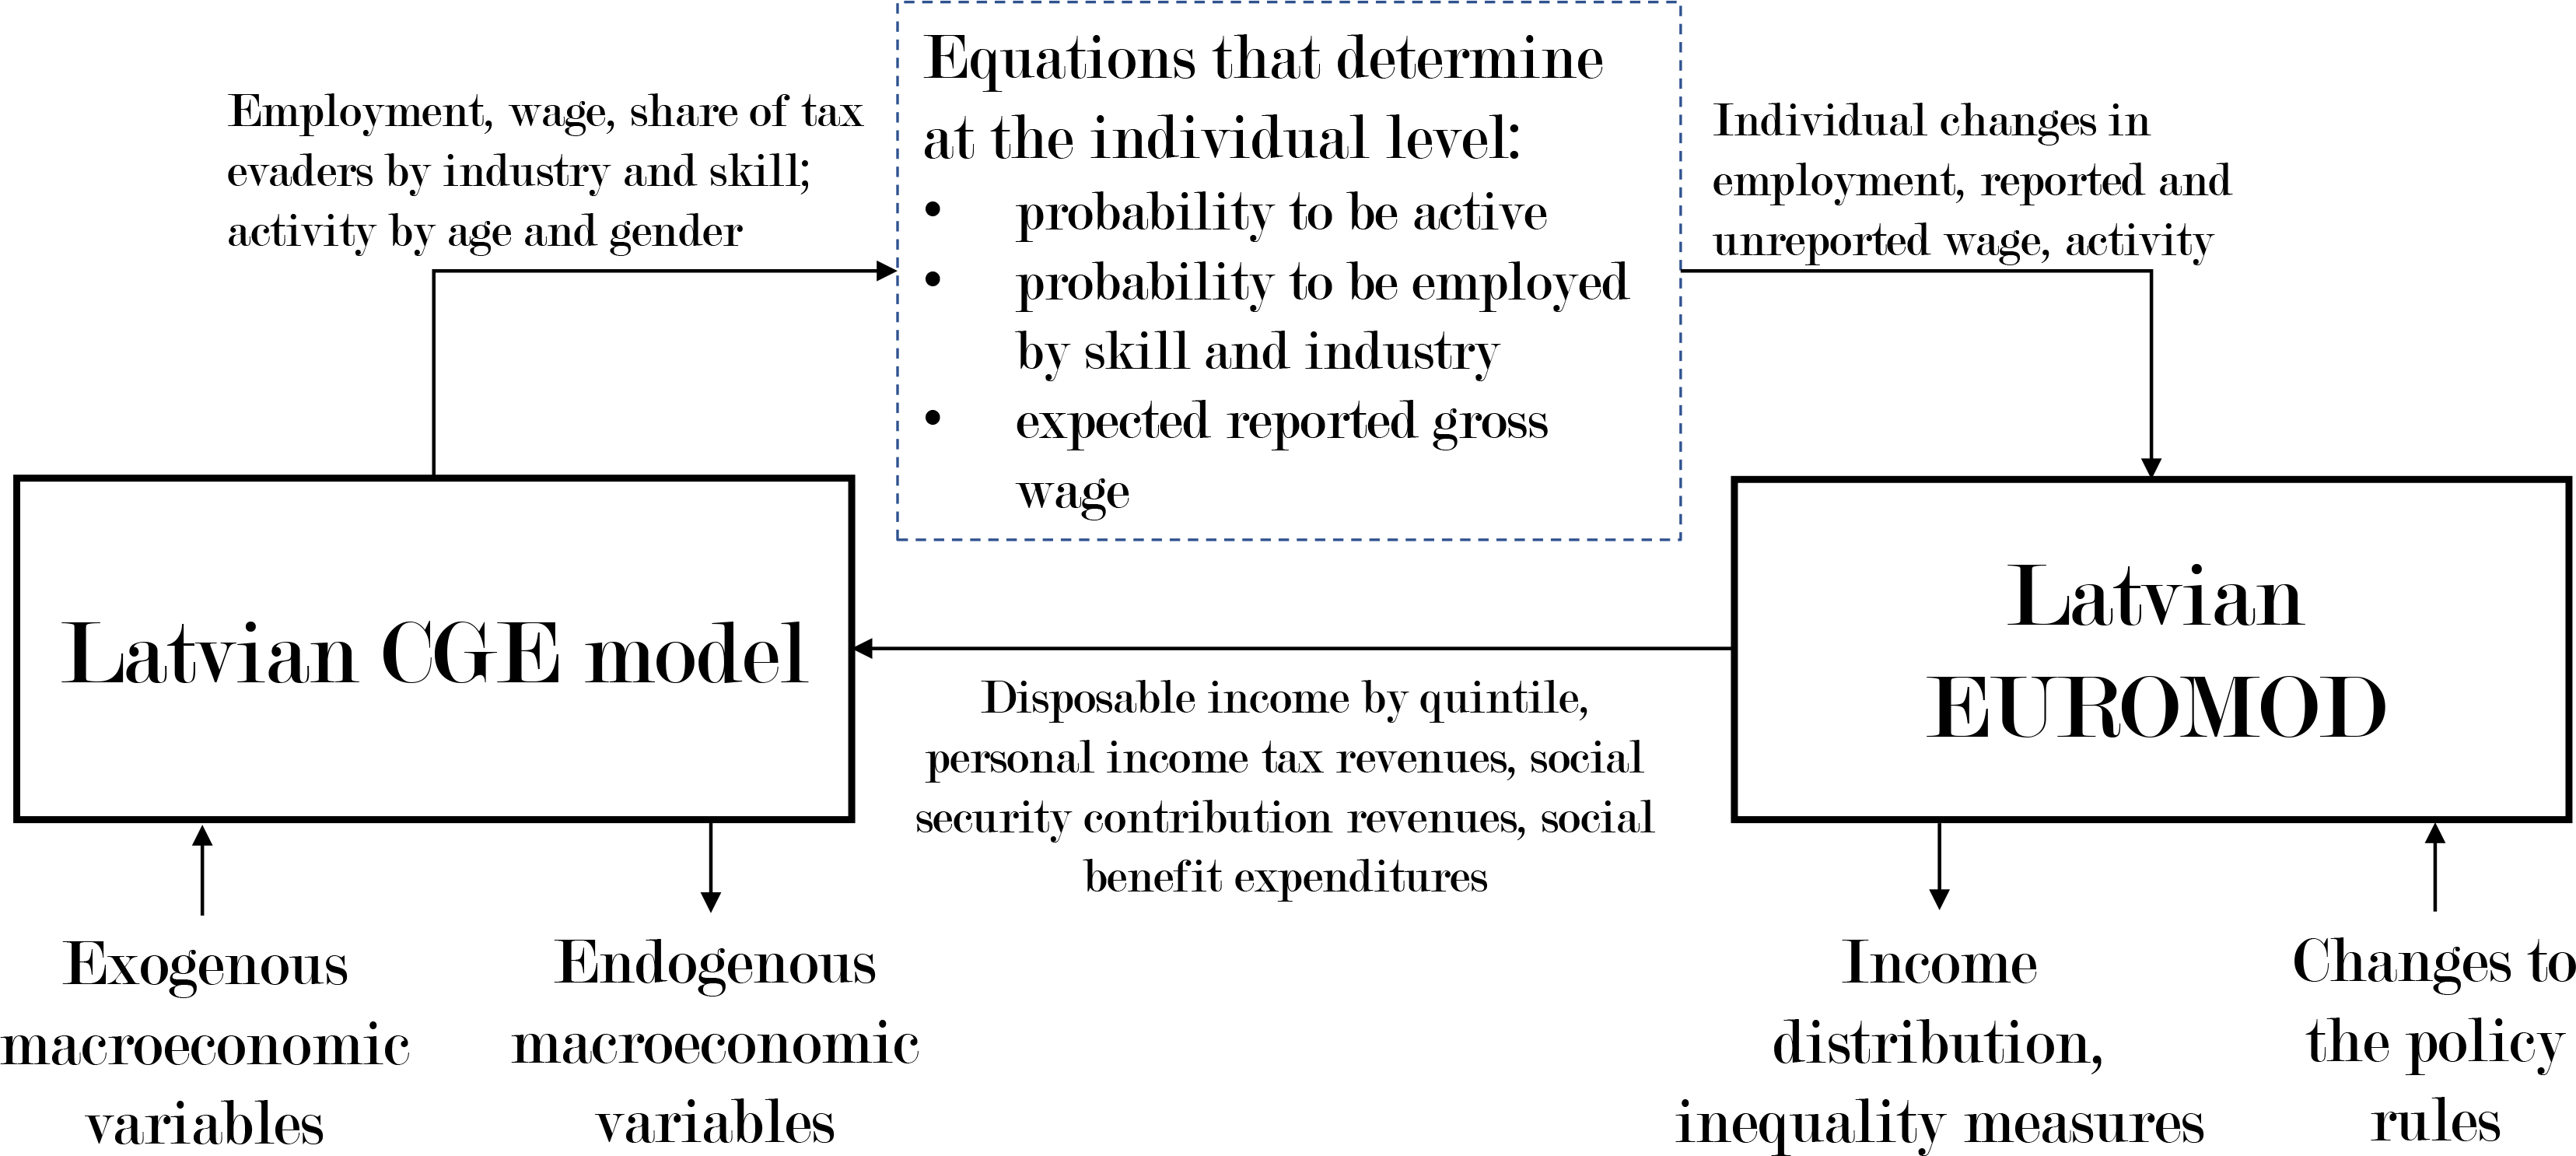 Employment, wage, share of tax
evaders by industry and skill;
activity by age and gender
Equations that determine
at the individual level:
• probability to be active
• probability to be employed
by skill and industry
• expected reported gross
wage
Individual changes in
employment, reported and
unreported wage, activity
Latvian CGE model
Latvian
EUROMOD
Disposable income by quintile,
personal income tax revenues, social
security contribution revenues, social
benefit expenditures
Exogenous
macroeconomic
variables
Endogenous
macroeconomic
variables
Income
distribution,
inequality measures
Changes to
the policy
rules